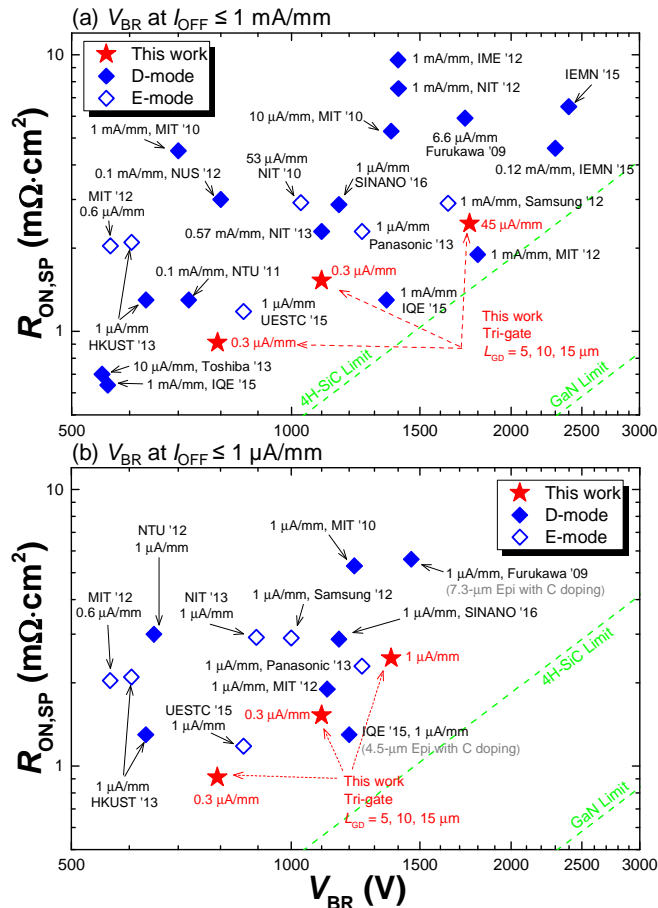 (a) V_BR at I_OFF ≤ 1 mA/mm
This work
D-mode
E-mode
1 mA/mm, IME '12
1 mA/mm, NIT '12
IEMN '15
10 µA/mm, MIT '10
6.6 µA/mm
Furukawa '09
0.12 mA/mm, IEMN '15
1 mA/mm, MIT '10
0.1 mA/mm, NUS '12
53 µA/mm
NIT '10
1 µA/mm
SINANO '16
1 mA/mm, Samsung '12
MIT '12
0.6 µA/mm
0.57 mA/mm, NIT '13
1 µA/mm
Panasonic '13
45 µA/mm
1 mA/mm, MIT '12
0.1 mA/mm, NTU '11
0.3 µA/mm
1 mA/mm
IQE '15
1 µA/mm
HKUST '13
1 µA/mm
UESTC '15
0.3 µA/mm
This work
Tri-gate
L_GD = 5, 10, 15 µm
10 µA/mm, Toshiba '13
1 mA/mm, IQE '15
4H-SiC Limit
GaN Limit
10
1
R_ON,SP (mΩ·cm²)
500
1000
1500
2000
2500
3000
(b) V_BR at I_OFF ≤ 1 µA/mm
This work
D-mode
E-mode
NTU '12
1 µA/mm
1 µA/mm, MIT '10
1 µA/mm, Furukawa '09
(7.3-µm Epi with C doping)
MIT '12
0.6 µA/mm
NIT '13
1 µA/mm
1 µA/mm, Samsung '12
1 µA/mm, SINANO '16
1 µA/mm, Panasonic '13
1 µA/mm
1 µA/mm, MIT '12
UESTC '15
1 µA/mm
0.3 µA/mm
IQE '15, 1 µA/mm
(4.5-µm Epi with C doping)
1 µA/mm
HKUST '13
0.3 µA/mm
This work
Tri-gate
L_GD = 5, 10, 15 µm
4H-SiC Limit
GaN Limit
10
1
R_ON,SP (mΩ·cm²)
500
1000
1500
2000
2500
3000
V_BR (V)